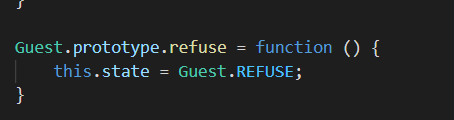 }
Guest.prototype.refuse = function () {
    this.state = Guest.REFUSE;
}